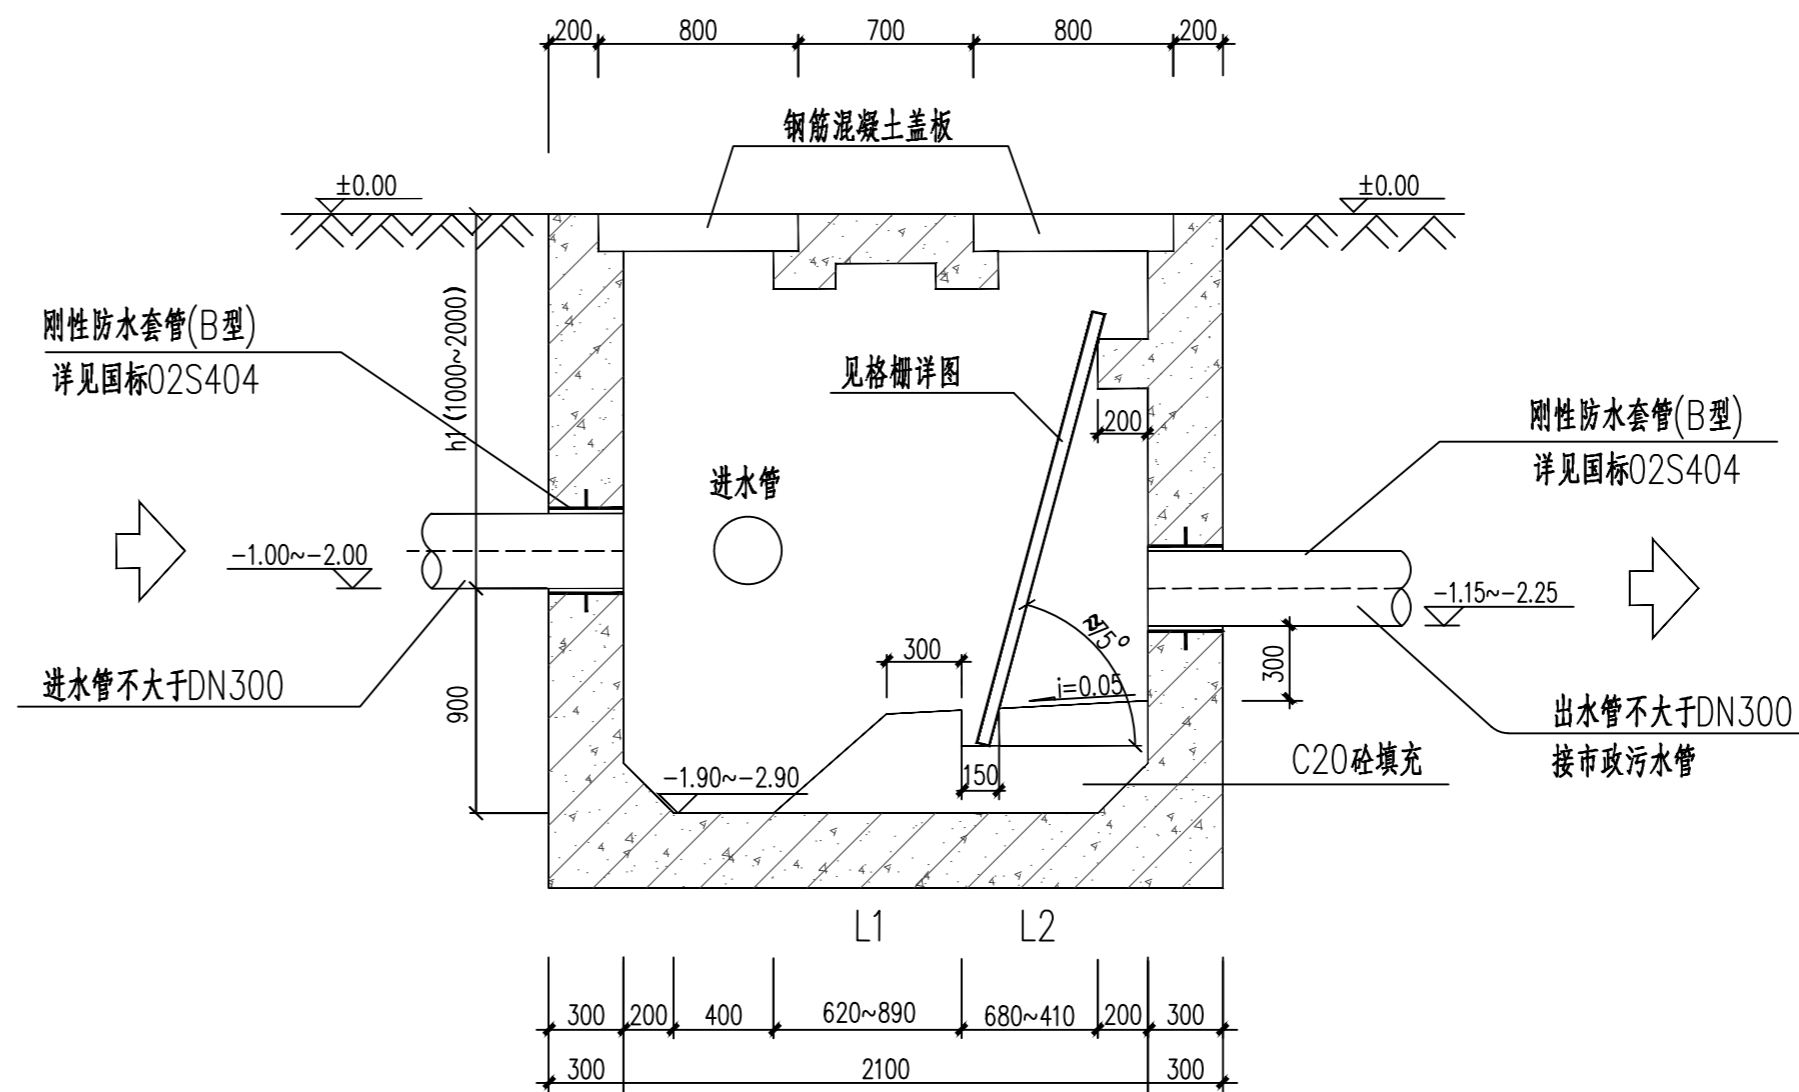 200 800 700 800 200
钢筋混凝土盖板
±0.00
±0.00
刚性防水套管(B型)
详见国标02S404
h1(1000~2000)
见格栅详图
200
刚性防水套管(B型)
详见国标02S404
进水管
-1.00~-2.00
-1.15~-2.25
75°
300
300
i=0.05
进水管不大于DN300
900
出水管不大于DN300
接市政污水管
C20砼填充
-1.90~-2.90
150
L1 L2
300 200 400 620~890 680~410 200 300
300 2100 300